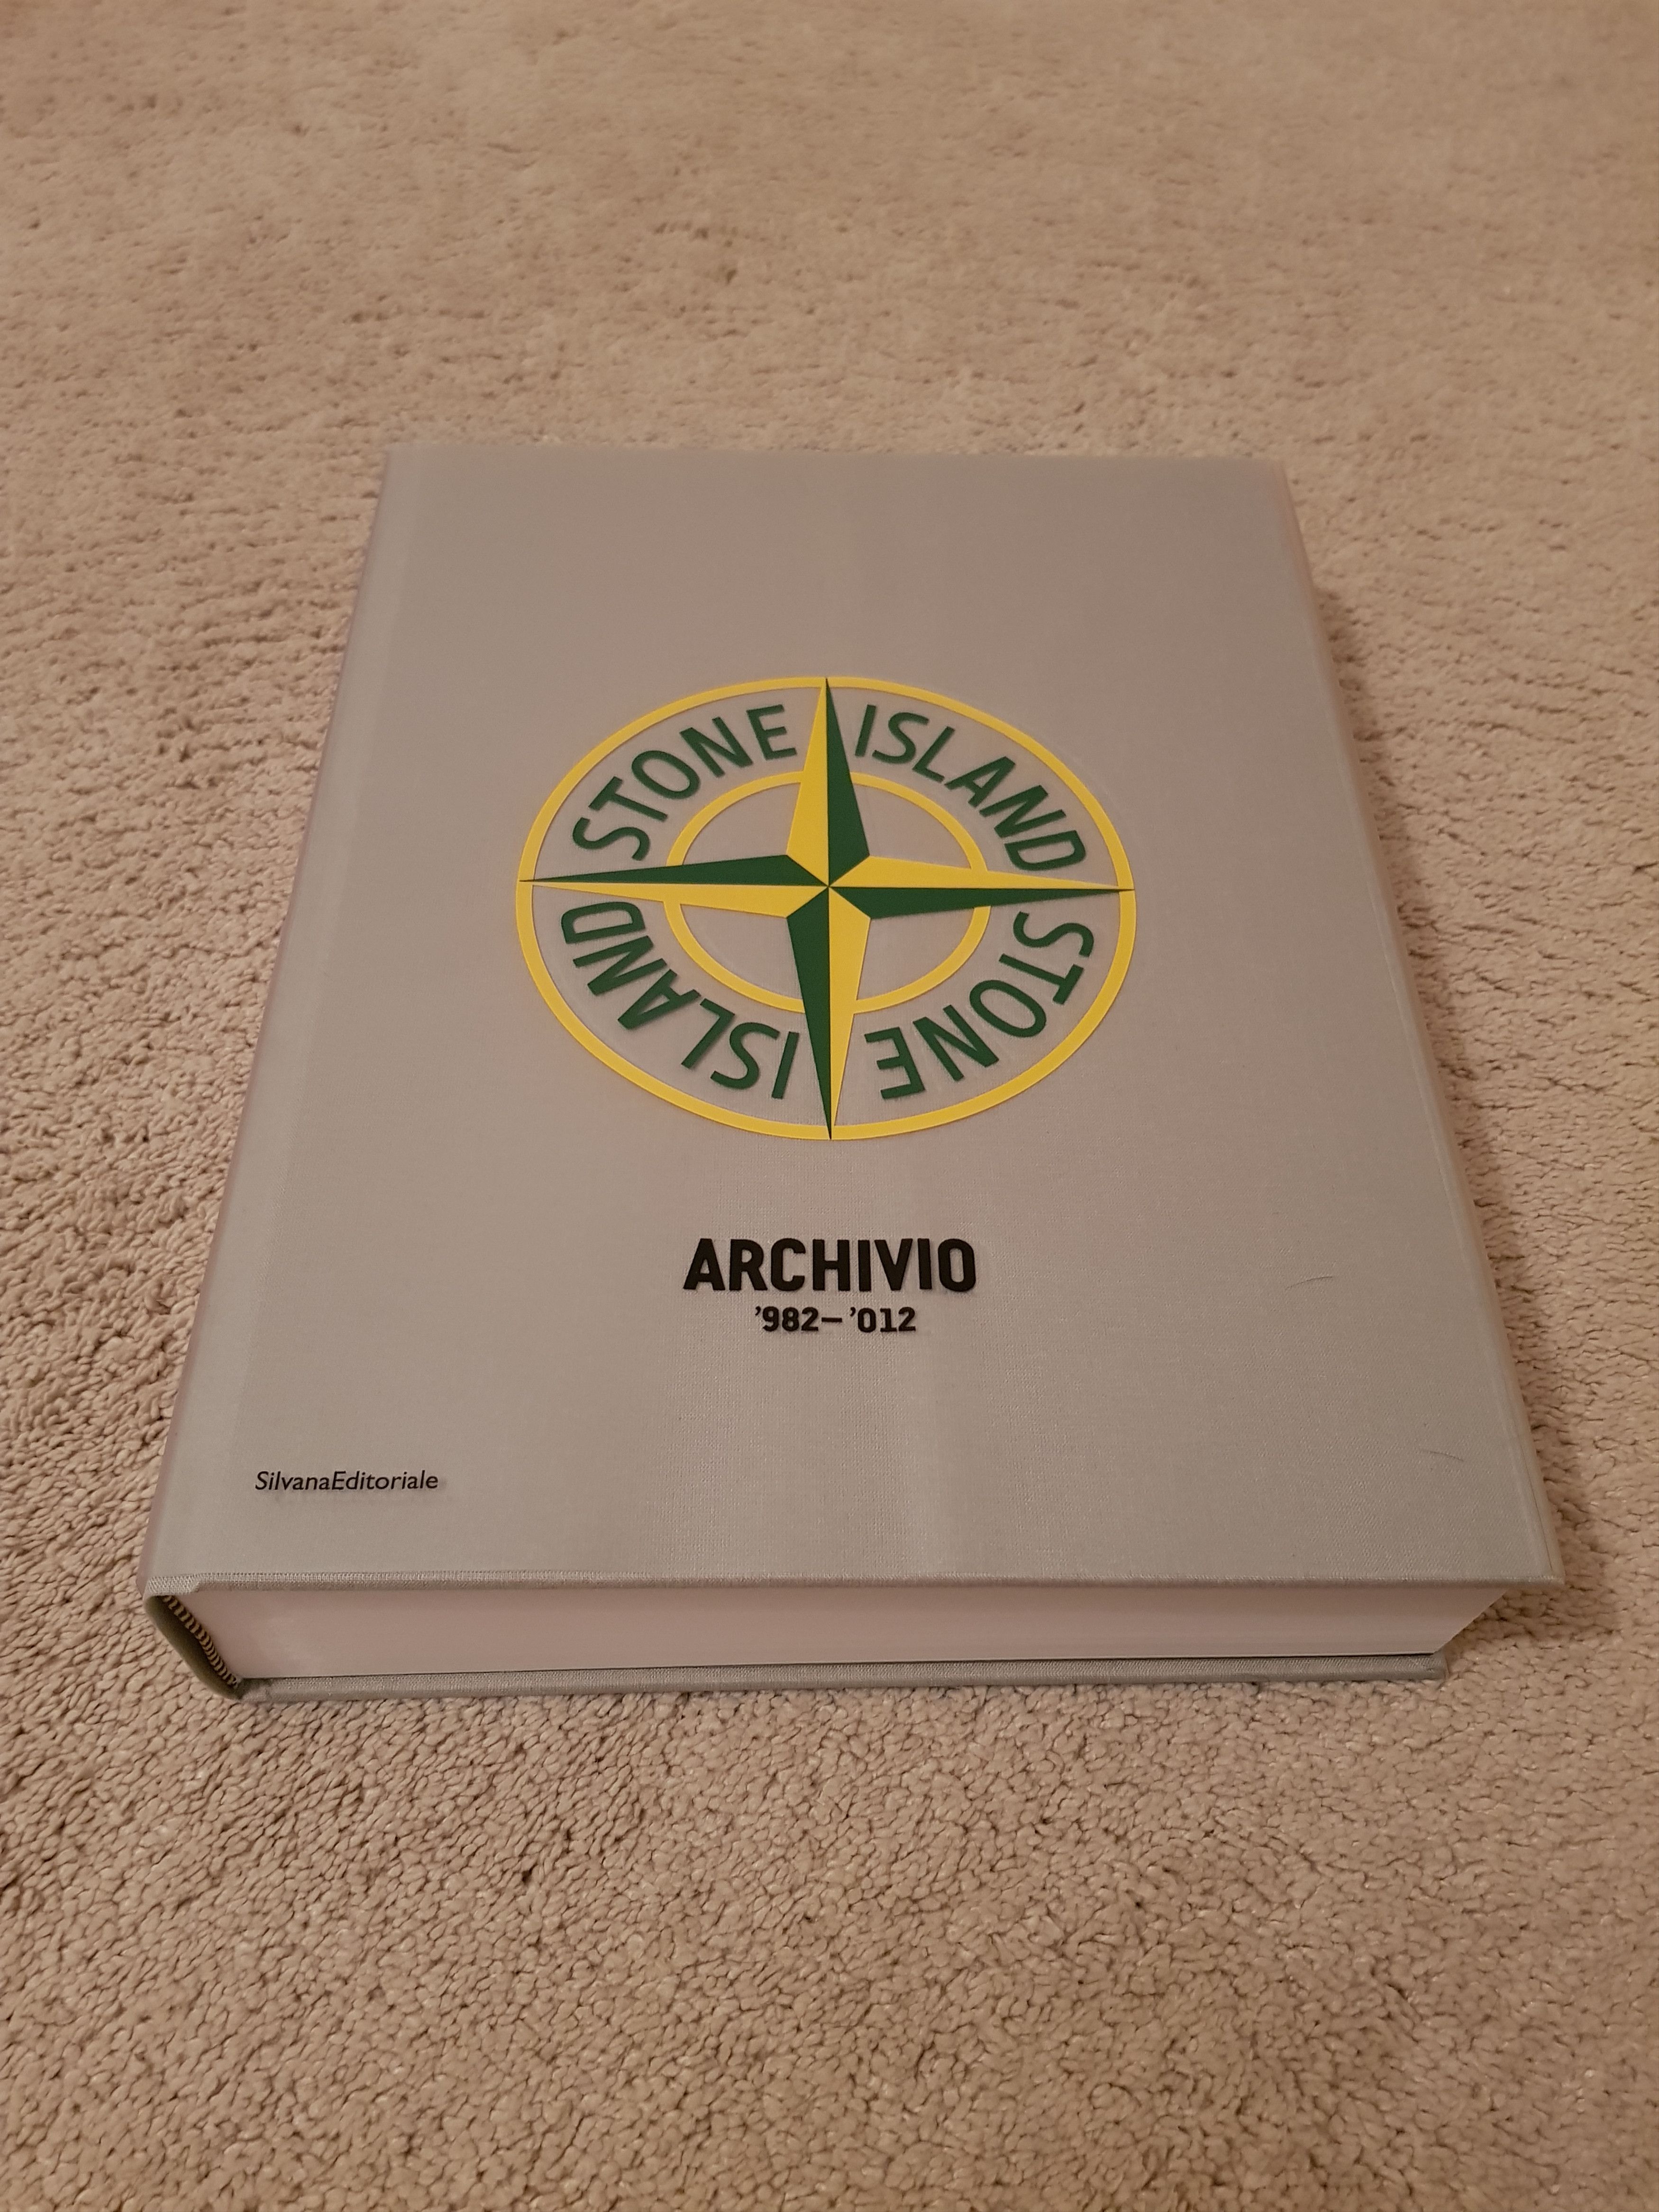 STONE ISLAND
STONE ISLAND
ARCHIVIO
’982–’012
SilvanaEditoriale